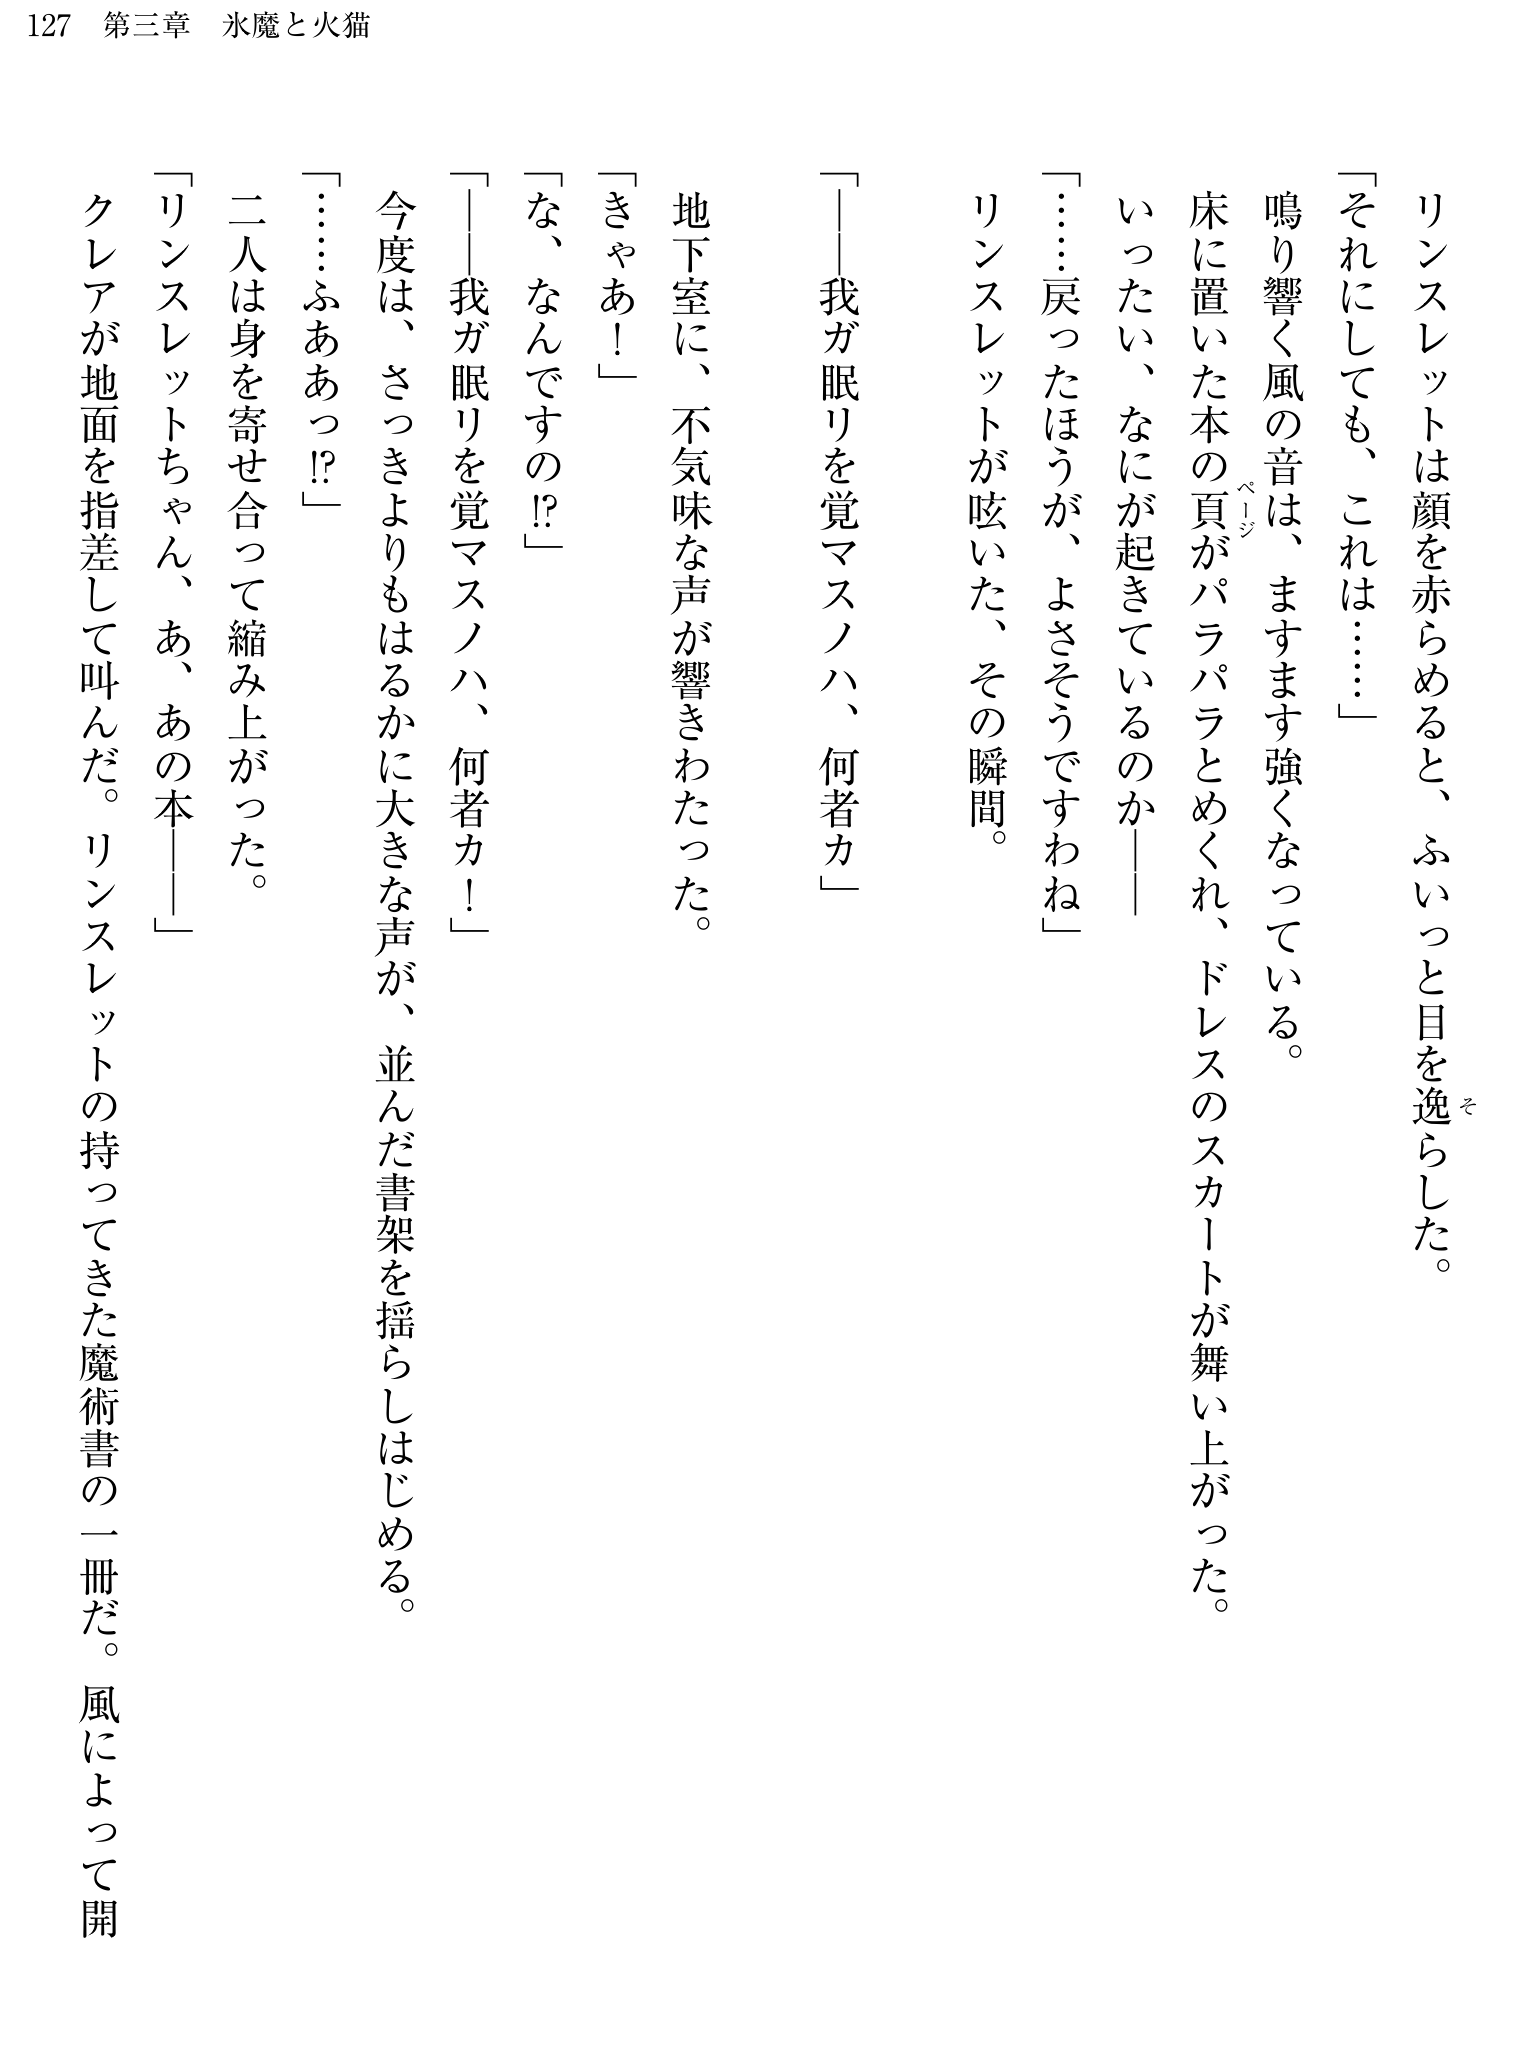 127　第三章　氷魔と火猫
　リンスレットは顔を赤らめると、ふいっと目を逸らした。
「それにしても、これは……」
　鳴り響く風の音は、ますます強くなっている。
　床に置いた本の頁がパラパラとめくれ、ドレスのスカートが舞い上がった。
　いったい、なにが起きているのか――
「……戻ったほうが、よさそうですわね」
　リンスレットが呟いた、その瞬間。
「――我ガ眠リを覚マスノハ、何者カ」
　地下室に、不気味な声が響きわたった。
「きゃあ！」
「な、なんですの⁉」
「――我ガ眠リを覚マスノハ、何者カ！」
　今度は、さっきよりもはるかに大きな声が、並んだ書架を揺らしはじめる。
「……ふああっ⁉」
　二人は身を寄せ合って縮み上がった。
「リンスレットちゃん、あ、あの本――」
　クレアが地面を指差して叫んだ。リンスレットの持ってきた魔術書の一冊だ。風によって開